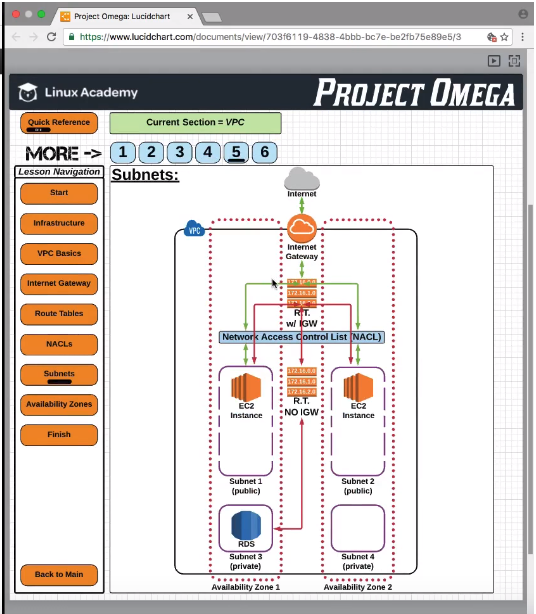 Project Omega: Lucidchart
https://www.lucidchart.com/documents/view/703f6119-4838-4bbb-bc7e-be2fb75e89e5/3
Linux Academy
PROJECT OMEGA
Quick Reference
Current Section = VPC
MORE ->
1 2 3 4 5 6
Lesson Navigation
Start
Infrastructure
VPC Basics
Internet Gateway
Route Tables
NACLs
Subnets
Availability Zones
Finish
Back to Main
Subnets:
Internet
VPC
Internet
Gateway
R.T.
w/ IGW
Network Access Control List (NACL)
EC2
Instance
EC2
Instance
R.T.
NO IGW
Subnet 1
(public)
Subnet 2
(public)
RDS
Subnet 3
(private)
Subnet 4
(private)
Availability Zone 1
Availability Zone 2